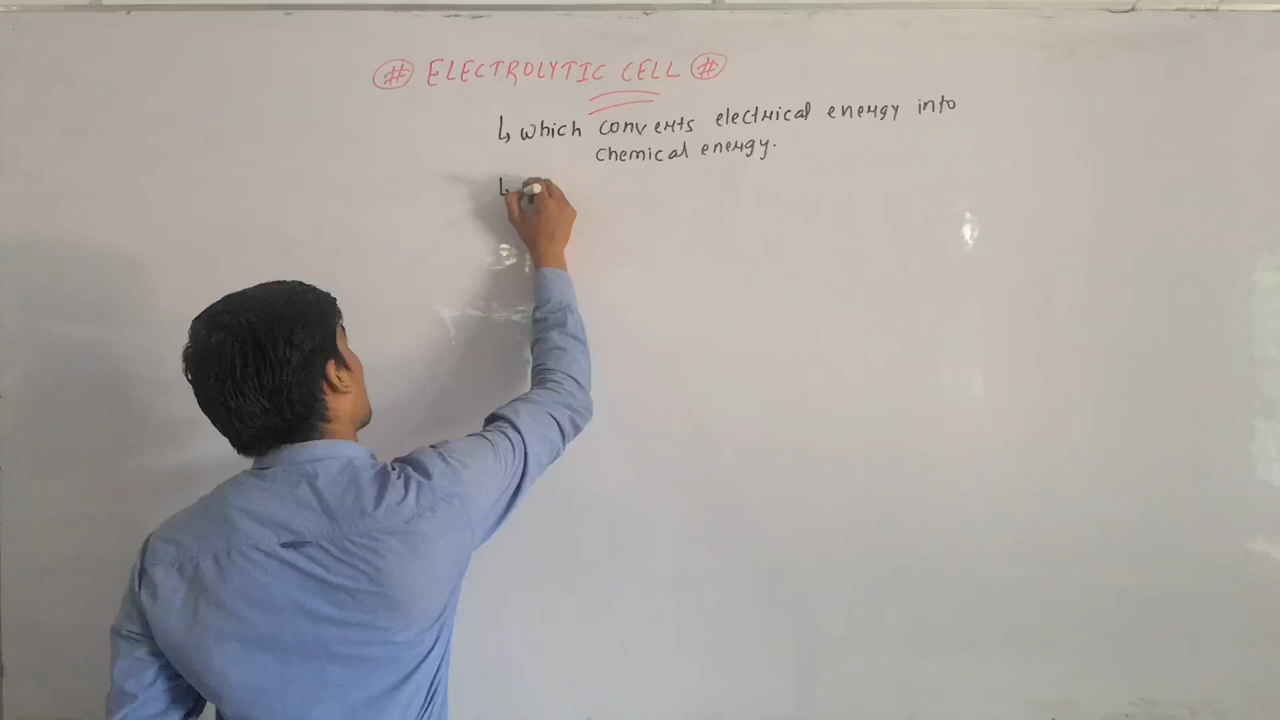 # ELECTROLYTIC CELL #
↳ which converts electrical energy into
chemical energy.
↳